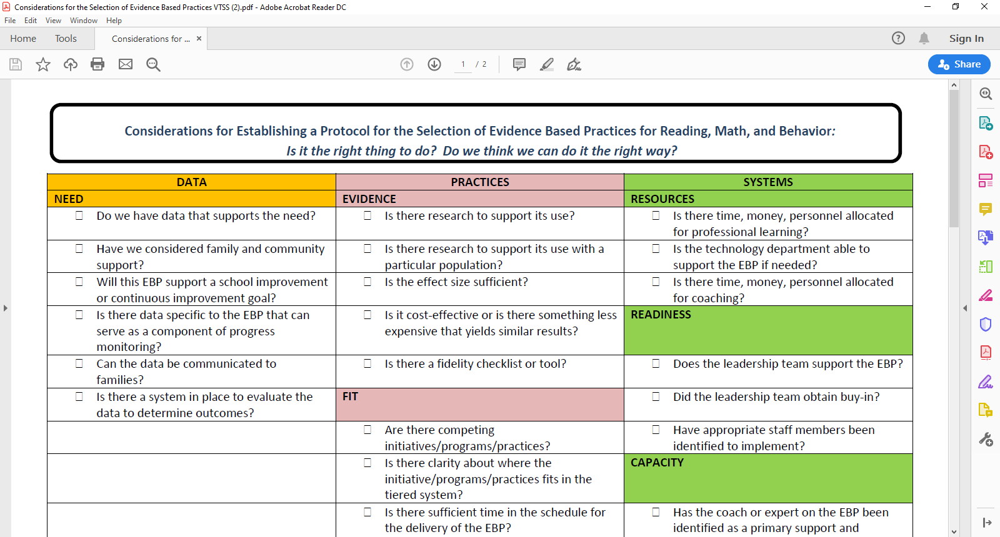 Considerations for the Selection of Evidence Based Practices VTSS (2).pdf - Adobe Acrobat Reader DC
File Edit View Window Help
Home Tools Considerations for ... ×
? Sign In
1 / 2
Share
Considerations for Establishing a Protocol for the Selection of Evidence Based Practices for Reading, Math, and Behavior:
Is it the right thing to do? Do we think we can do it the right way?
DATA
NEED
Do we have data that supports the need?
Have we considered family and community
support?
Will this EBP support a school improvement
or continuous improvement goal?
Is there data specific to the EBP that can
serve as a component of progress
monitoring?
Can the data be communicated to
families?
Is there a system in place to evaluate the
data to determine outcomes?
PRACTICES
EVIDENCE
Is there research to support its use?
Is there research to support its use with a
particular population?
Is the effect size sufficient?
Is it cost-effective or is there something less
expensive that yields similar results?
Is there a fidelity checklist or tool?
FIT
Are there competing
initiatives/programs/practices?
Is there clarity about where the
initiative/programs/practices fits in the
tiered system?
Is there sufficient time in the schedule for
the delivery of the EBP?
SYSTEMS
RESOURCES
Is there time, money, personnel allocated
for professional learning?
Is the technology department able to
support the EBP if needed?
Is there time, money, personnel allocated
for coaching?
READINESS
Does the leadership team support the EBP?
Did the leadership team obtain buy-in?
Have appropriate staff members been
identified to implement?
CAPACITY
Has the coach or expert on the EBP been
identified as a primary support and